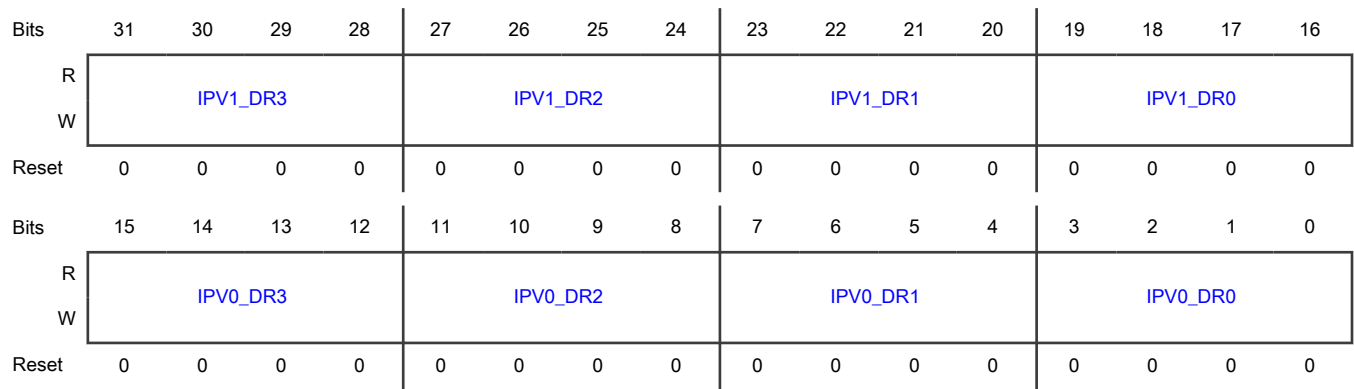 Bits 31 30 29 28 27 26 25 24 23 22 21 20 19 18 17 16
R
IPV1_DR3 IPV1_DR2 IPV1_DR1 IPV1_DR0
W
Reset 0 0 0 0 0 0 0 0 0 0 0 0 0 0 0 0
Bits 15 14 13 12 11 10 9 8 7 6 5 4 3 2 1 0
R
IPV0_DR3 IPV0_DR2 IPV0_DR1 IPV0_DR0
W
Reset 0 0 0 0 0 0 0 0 0 0 0 0 0 0 0 0